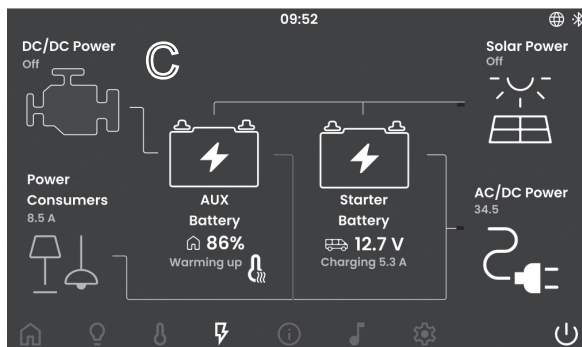 09:52
DC/DC Power
Off
C
Solar Power
Off
Power
Consumers
8.5 A
AUX
Battery
86%
Warming up
Starter
Battery
12.7 V
Charging 5.3 A
AC/DC Power
34.5